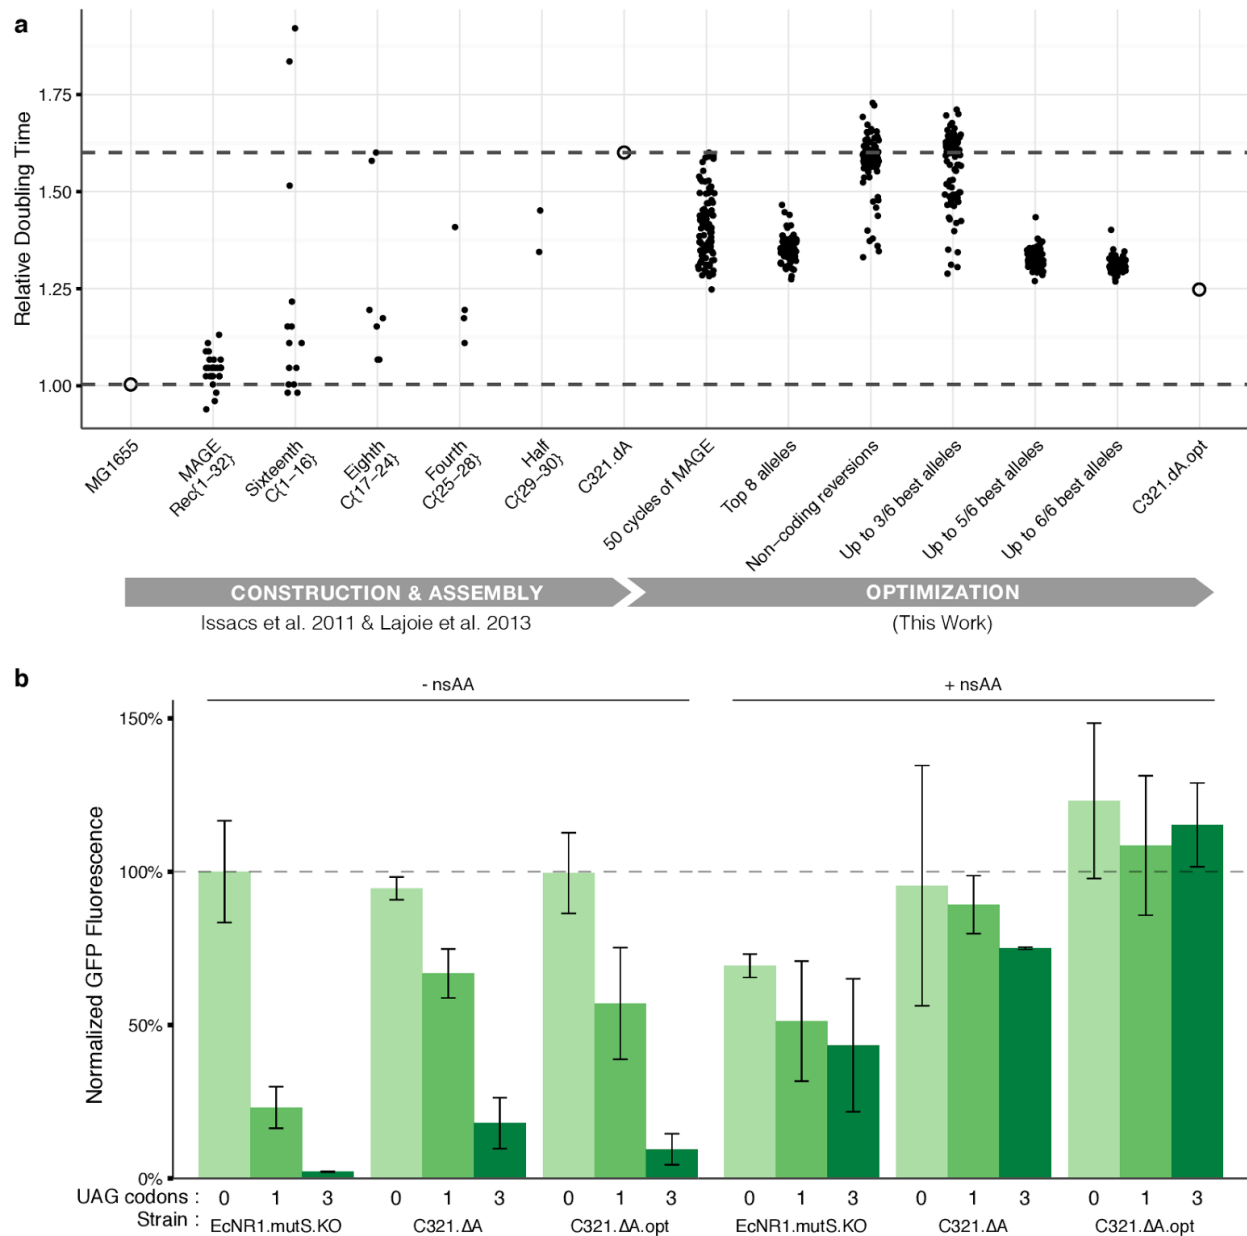 a
Relative Doubling Time
1.75
1.50
1.25
1.00
MG1655
MAGE
Rec{1–32}
Sixteenth
C{1–16}
Eighth
C{17–24}
Fourth
C{25–28}
Half
C{29–30}
C321.dA
50 cycles of MAGE
Top 8 alleles
Non–coding reversions
Up to 3/6 best alleles
Up to 5/6 best alleles
Up to 6/6 best alleles
C321.dA.opt
CONSTRUCTION & ASSEMBLY
OPTIMIZATION
Issacs et al. 2011 & Lajoie et al. 2013
(This Work)
b
- nsAA
+ nsAA
Normalized GFP Fluorescence
150%
100%
50%
0%
UAG codons : 0 1 3 0 1 3 0 1 3 0 1 3 0 1 3 0 1 3
Strain : EcNR1.mutS.KO C321.ΔA C321.ΔA.opt EcNR1.mutS.KO C321.ΔA C321.ΔA.opt